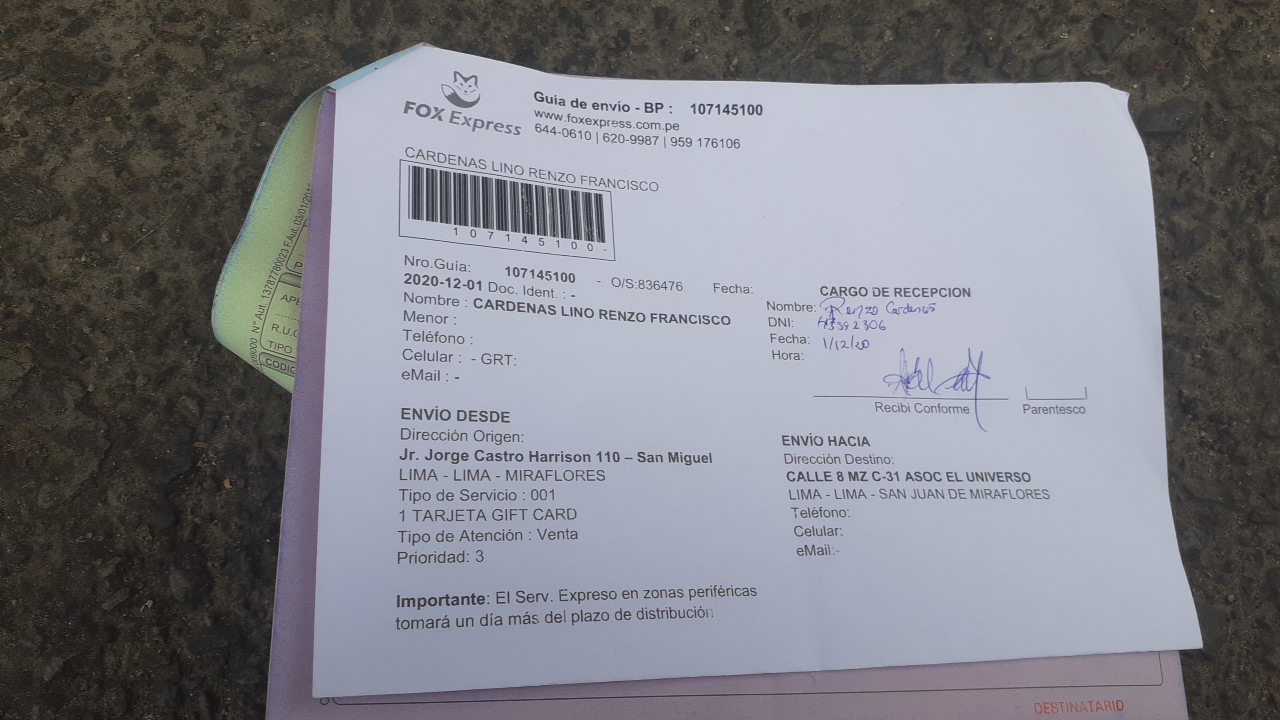 FOX Express
Guia de envio - BP : 107145100
www.foxexpress.com.pe
644-0610 | 620-9987 | 959 176106
CARDENAS LINO RENZO FRANCISCO
107145100-
Nro.Guía: 107145100 - O/S:836476 Fecha:
2020-12-01 Doc. Ident. : -
Nombre : CARDENAS LINO RENZO FRANCISCO
Menor :
Teléfono :
Celular : - GRT:
eMail : -
CARGO DE RECEPCION
Nombre: Renzo Cardenas
DNI:
Fecha: 1/12/20
Hora:
Recibi Conforme
Parentesco
ENVÍO DESDE
Dirección Origen:
Jr. Jorge Castro Harrison 110 – San Miguel
LIMA - LIMA - MIRAFLORES
Tipo de Servicio : 001
1 TARJETA GIFT CARD
Tipo de Atención : Venta
Prioridad: 3
ENVÍO HACIA
Dirección Destino:
CALLE 8 MZ C-31 ASOC EL UNIVERSO
LIMA - LIMA - SAN JUAN DE MIRAFLORES
Teléfono:
Celular:
eMail:-
Importante: El Serv. Expreso en zonas periféricas
tomará un día más del plazo de distribución
R.U.C
TIPO
DESTINATARIO